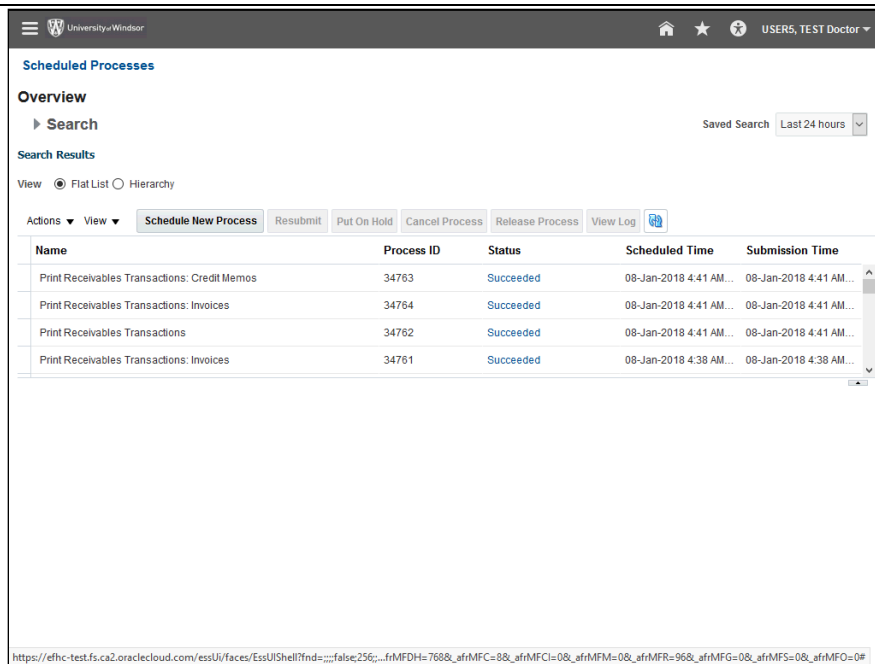 University of Windsor
USER5, TEST Doctor
Scheduled Processes
Overview
Search
Saved Search Last 24 hours
Search Results
View Flat List Hierarchy
Actions View Schedule New Process Resubmit Put On Hold Cancel Process Release Process View Log
Name Process ID Status Scheduled Time Submission Time
Print Receivables Transactions: Credit Memos 34763 Succeeded 08-Jan-2018 4:41 AM... 08-Jan-2018 4:41 AM...
Print Receivables Transactions: Invoices 34764 Succeeded 08-Jan-2018 4:41 AM... 08-Jan-2018 4:41 AM...
Print Receivables Transactions 34762 Succeeded 08-Jan-2018 4:41 AM... 08-Jan-2018 4:41 AM...
Print Receivables Transactions: Invoices 34761 Succeeded 08-Jan-2018 4:38 AM... 08-Jan-2018 4:38 AM...
https://efhc-test.fs.ca2.oraclecloud.com/essUi/faces/EssUIShell?fnd=;;;;false;256;;...frMFDH=768&_afrMFC=8&_afrMFCI=0&_afrMFM=0&_afrMFR=96&_afrMFG=0&_afrMFS=0&_afrMFO=0#